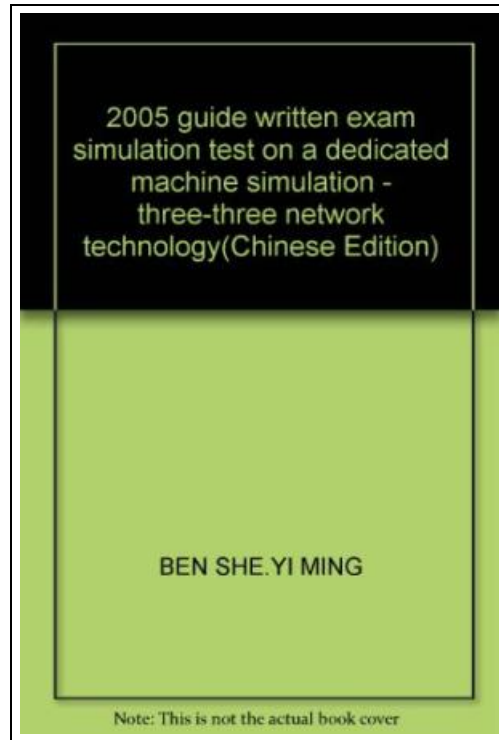 2005 guide written exam
simulation test on a dedicated
machine simulation -
three-three network
technology(Chinese Edition)
BEN SHE.YI MING
Note: This is not the actual book cover